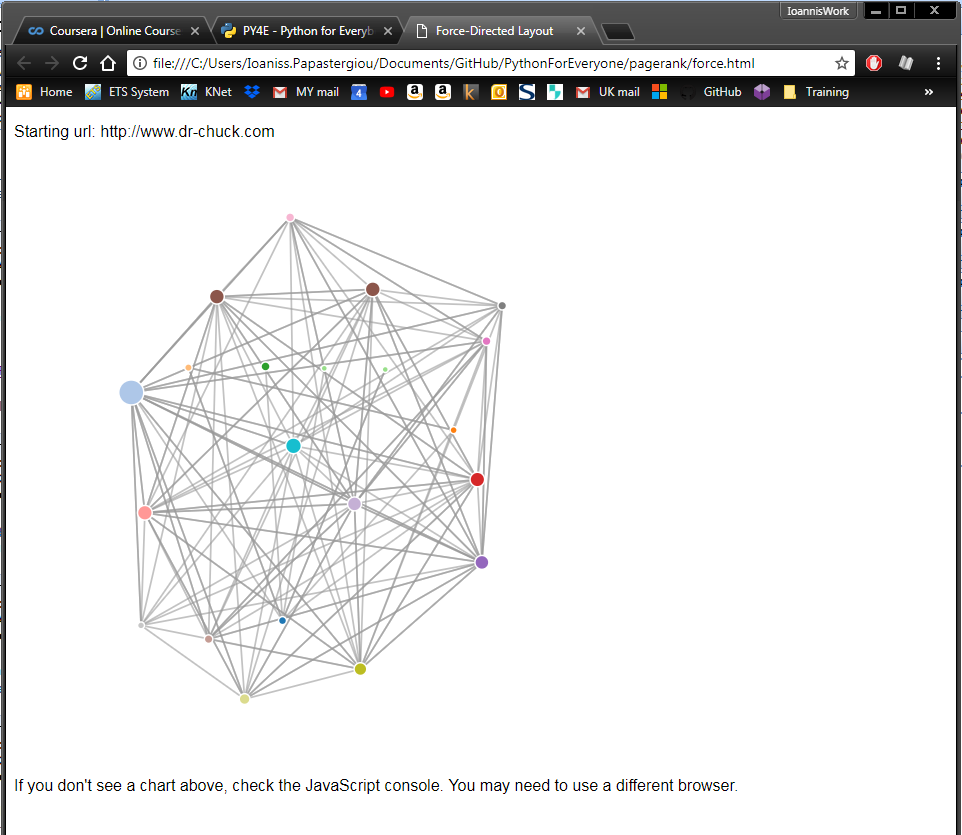 IoannisWork
Coursera | Online Course
PY4E - Python for Everyb
Force-Directed Layout
file:///C:/Users/Ioaniss.Papastergiou/Documents/GitHub/PythonForEveryone/pagerank/force.html
Home ETS System Kn KNet MY mail 4 a a UK mail GitHub Training »
Starting url: http://www.dr-chuck.com
If you don't see a chart above, check the JavaScript console. You may need to use a different browser.